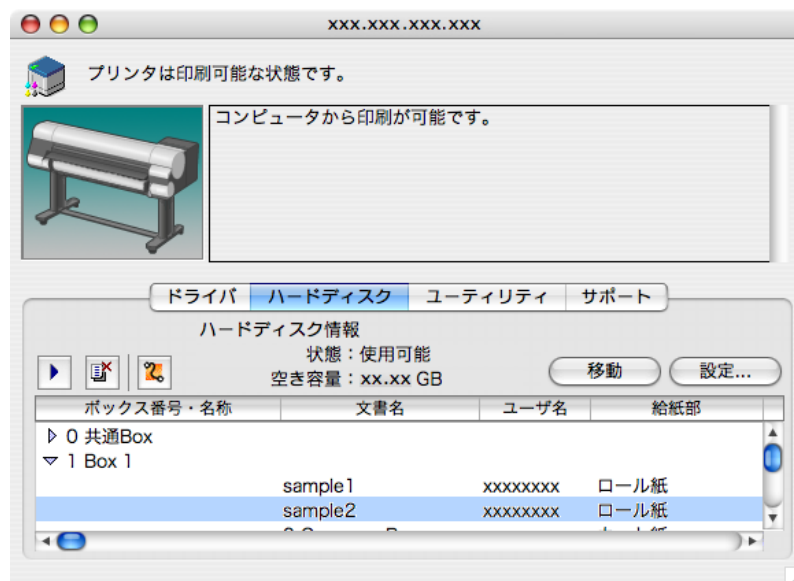 xxx.xxx.xxx.xxx
プリンタは印刷可能な状態です。
コンピュータから印刷が可能です。
ドライバ ハードディスク ユーティリティ サポート
ハードディスク情報
状態：使用可能
空き容量：xx.xx GB
移動 設定...
ボックス番号・名称 文書名 ユーザ名 給紙部
0 共通Box
1 Box 1
sample1 xxxxxxxx ロール紙
sample2 xxxxxxxx ロール紙